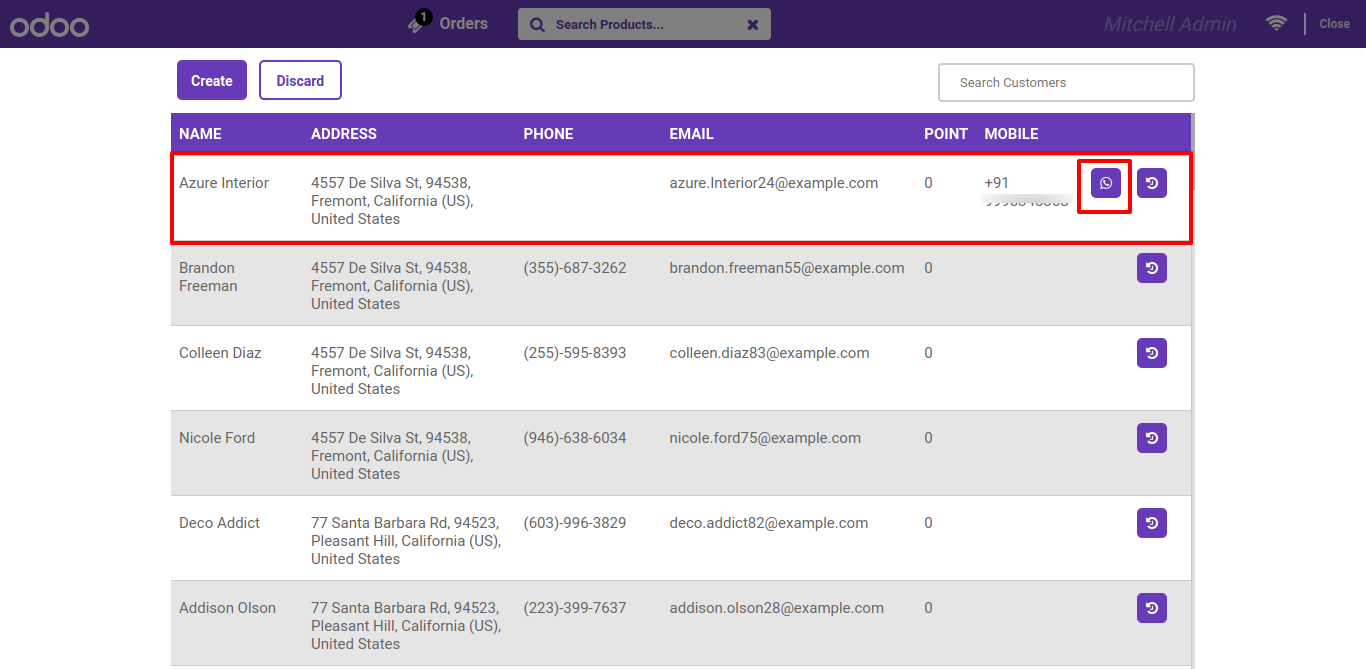 odoo
1
Orders
Search Products...
Mitchell Admin
Close
Create
Discard
Search Customers
NAME ADDRESS PHONE EMAIL POINT MOBILE
Azure Interior 4557 De Silva St, 94538, azure.Interior24@example.com 0 +91
Fremont, California (US),
United States
Brandon 4557 De Silva St, 94538, (355)-687-3262 brandon.freeman55@example.com 0
Freeman Fremont, California (US),
United States
Colleen Diaz 4557 De Silva St, 94538, (255)-595-8393 colleen.diaz83@example.com 0
Fremont, California (US),
United States
Nicole Ford 4557 De Silva St, 94538, (946)-638-6034 nicole.ford75@example.com 0
Fremont, California (US),
United States
Deco Addict 77 Santa Barbara Rd, 94523, (603)-996-3829 deco.addict82@example.com 0
Pleasant Hill, California (US),
United States
Addison Olson 77 Santa Barbara Rd, 94523, (223)-399-7637 addison.olson28@example.com 0
Pleasant Hill, California (US),
United States